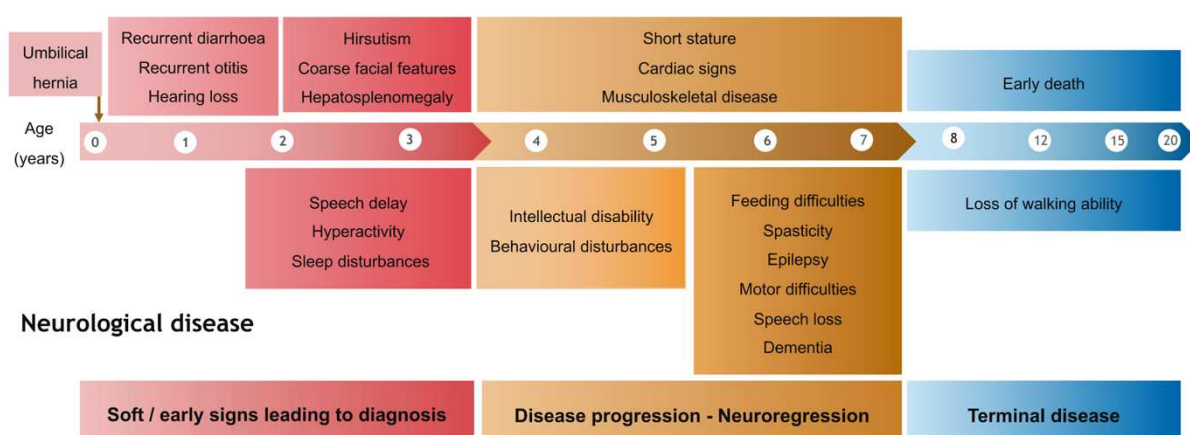 Umbilical
hernia
Recurrent diarrhoea
Recurrent otitis
Hearing loss
Hirsutism
Coarse facial features
Hepatosplenomegaly
Short stature
Cardiac signs
Musculoskeletal disease
Early death
Age
(years)
0 1 2 3 4 5 6 7 8 12 15 20
Speech delay
Hyperactivity
Sleep disturbances
Intellectual disability
Behavioural disturbances
Feeding difficulties
Spasticity
Epilepsy
Motor difficulties
Speech loss
Dementia
Loss of walking ability
Neurological disease
Soft / early signs leading to diagnosis
Disease progression - Neuroregression
Terminal disease